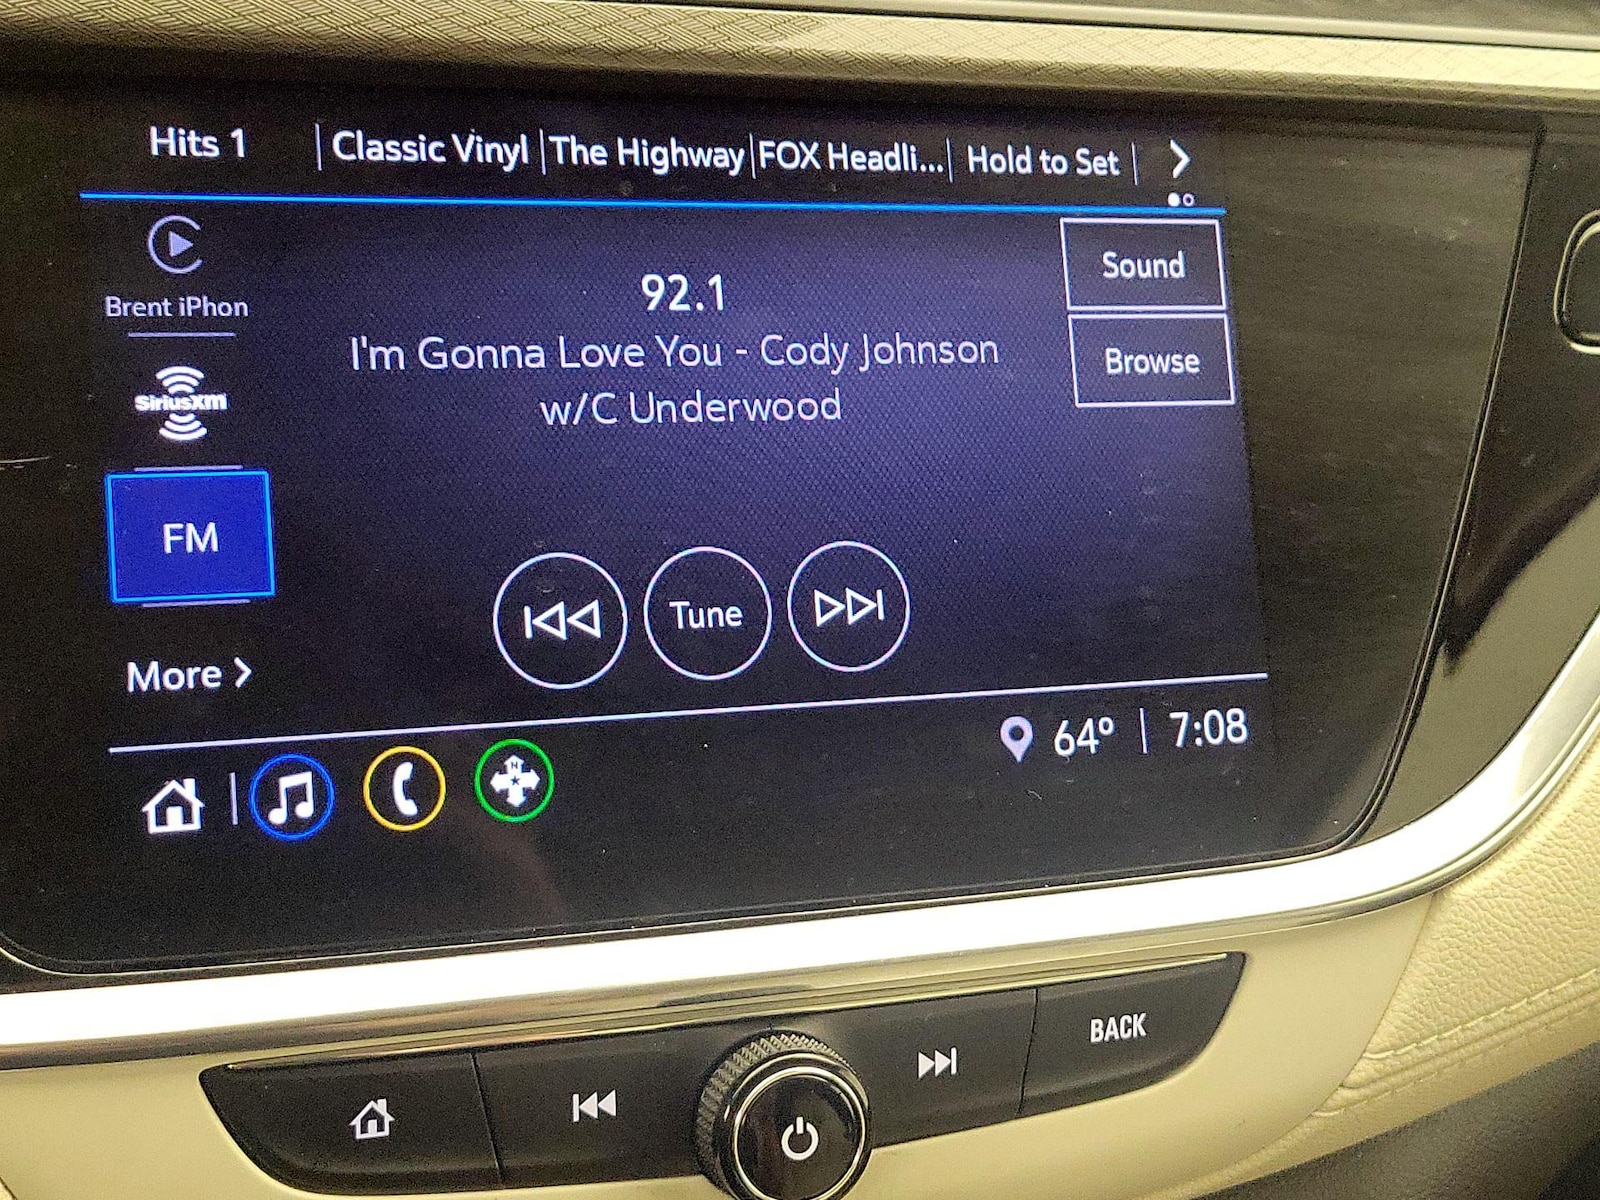 Hits 1 Classic Vinyl The Highway FOX Headli... Hold to Set
Brent iPhon
SiriusXM
FM
More
92.1
I'm Gonna Love You - Cody Johnson
w/C Underwood
Tune
Sound
Browse
N
64° 7:08
BACK